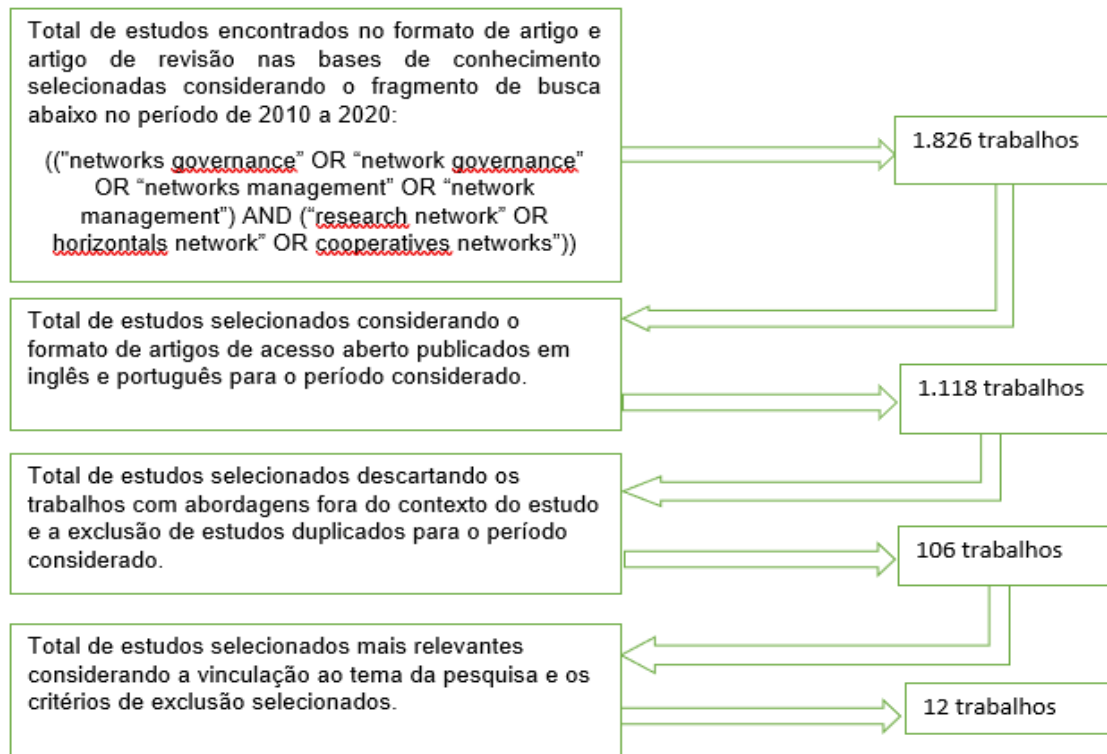 Total de estudos encontrados no formato de artigo e
artigo de revisão nas bases de conhecimento
selecionadas considerando o fragmento de busca
abaixo no período de 2010 a 2020:
(("networks governance” OR “network governance”
OR “networks management” OR “network
management”) AND (“research network” OR
horizontals network” OR cooperatives networks”))
1.826 trabalhos
Total de estudos selecionados considerando o
formato de artigos de acesso aberto publicados em
inglês e português para o período considerado.
1.118 trabalhos
Total de estudos selecionados descartando os
trabalhos com abordagens fora do contexto do estudo
e a exclusão de estudos duplicados para o período
considerado.
106 trabalhos
Total de estudos selecionados mais relevantes
considerando a vinculação ao tema da pesquisa e os
critérios de exclusão selecionados.
12 trabalhos